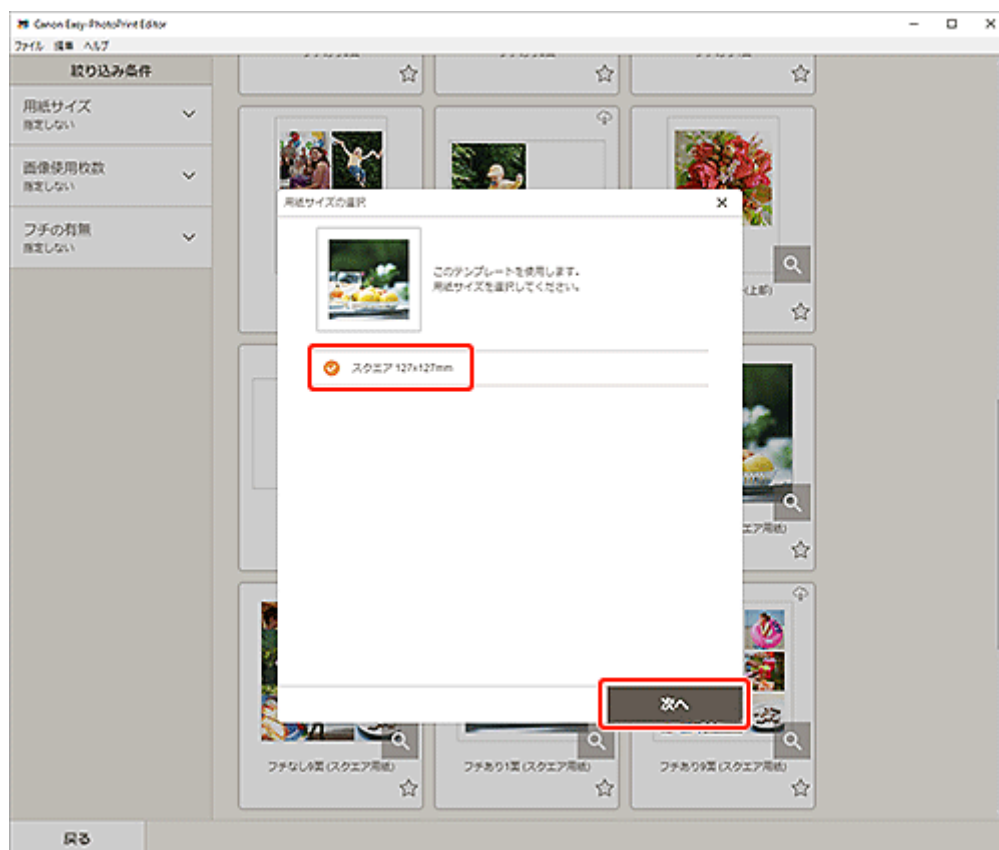 Canon Easy-PhotoPrint Editor
ファイル 編集 ヘルプ
絞り込み条件
用紙サイズ
指定しない
画像使用枚数
指定しない
フチの有無
指定しない
用紙サイズの選択
このテンプレートを使用します。
用紙サイズを選択してください。
スクエア 127x127mm
(上部)
エア用紙)
次へ
フチなし9面 (スクエア用紙)
フチあり1面 (スクエア用紙)
フチあり9面 (スクエア用紙)
戻る